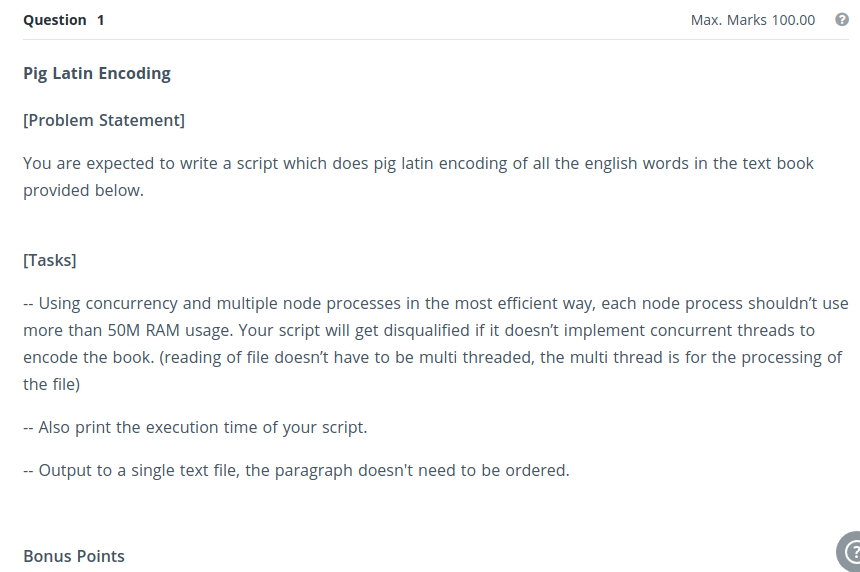 Question 1
Max. Marks 100.00
?
Pig Latin Encoding
[Problem Statement]
You are expected to write a script which does pig latin encoding of all the english words in the text book
provided below.
[Tasks]
-- Using concurrency and multiple node processes in the most efficient way, each node process shouldn’t use
more than 50M RAM usage. Your script will get disqualified if it doesn’t implement concurrent threads to
encode the book. (reading of file doesn’t have to be multi threaded, the multi thread is for the processing of
the file)
-- Also print the execution time of your script.
-- Output to a single text file, the paragraph doesn't need to be ordered.
Bonus Points
?